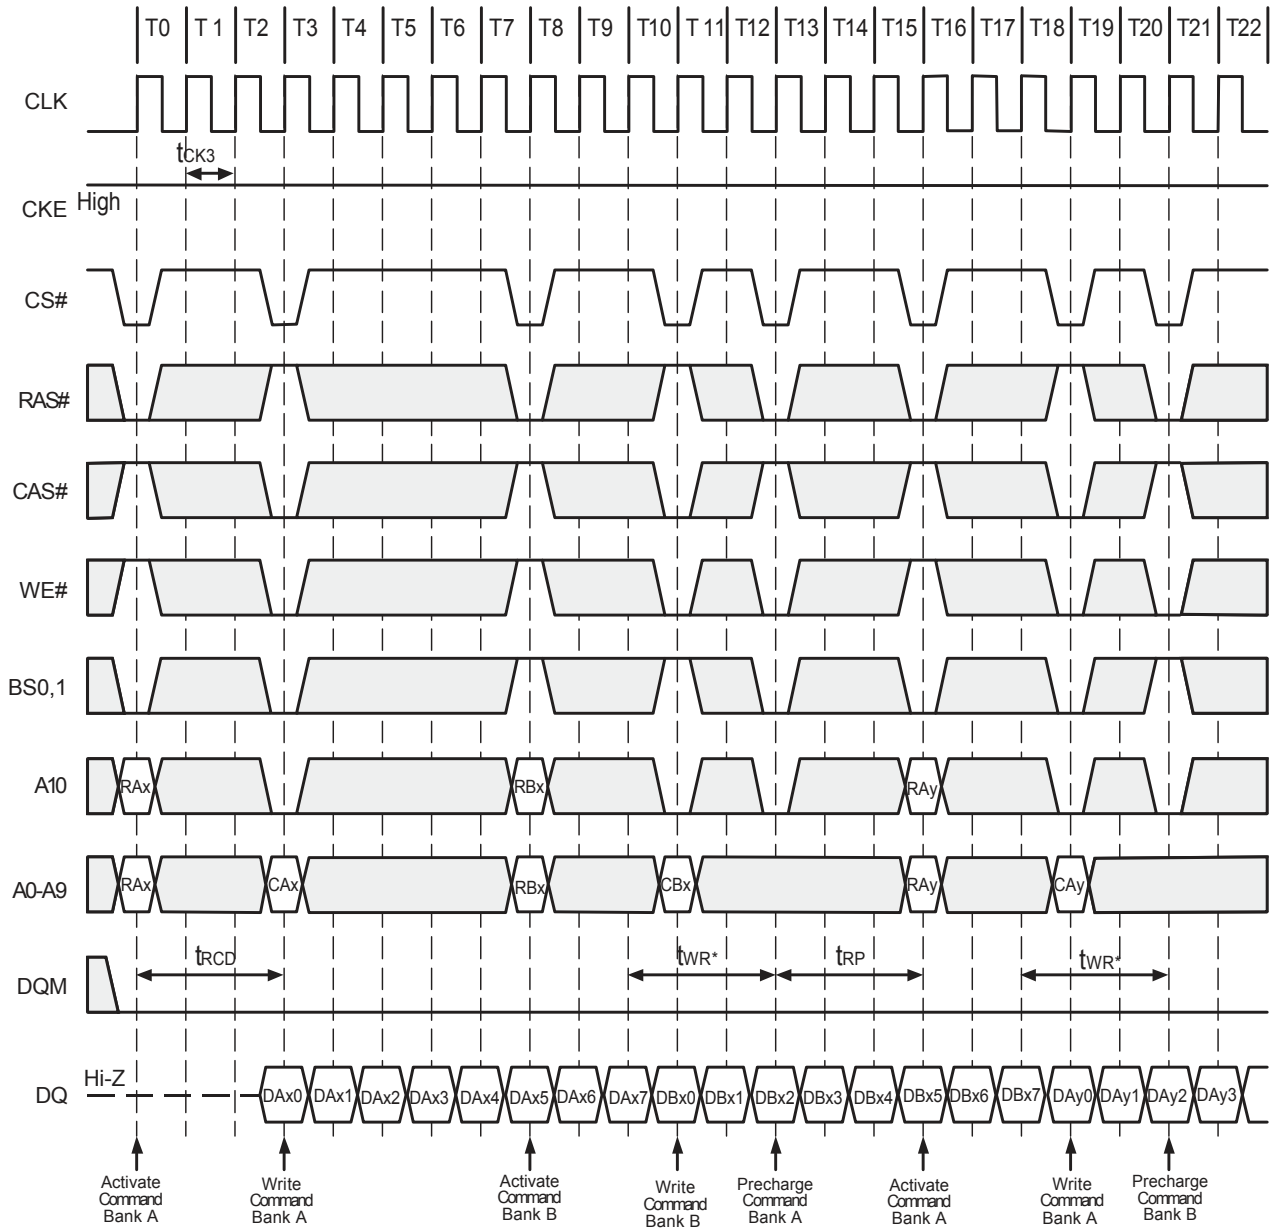 T0 T 1 T2 T3 T4 T5 T6 T7 T8 T9 T10 T 11 T12 T13 T14 T15 T16 T17 T18 T19 T20 T21 T22
CLK
tCK3
CKE High
CS#
RAS#
CAS#
WE#
BS0,1
A10 RAx RBx RAy
A0-A9 RAx CAx RBx CBx RAy CAy
DQM tRCD tWR* tRP tWR*
DQ Hi-Z DAx0 DAx1 DAx2 DAx3 DAx4 DAx5 DAx6 DAx7 DBx0 DBx1 DBx2 DBx3 DBx4 DBx5 DBx6 DBx7 DAy0 DAy1 DAy2 DAy3
Activate
Command
Bank A
Write
Command
Bank A
Activate
Command
Bank B
Write
Command
Bank B
Precharge
Command
Bank A
Activate
Command
Bank A
Write
Command
Bank A
Precharge
Command
Bank B